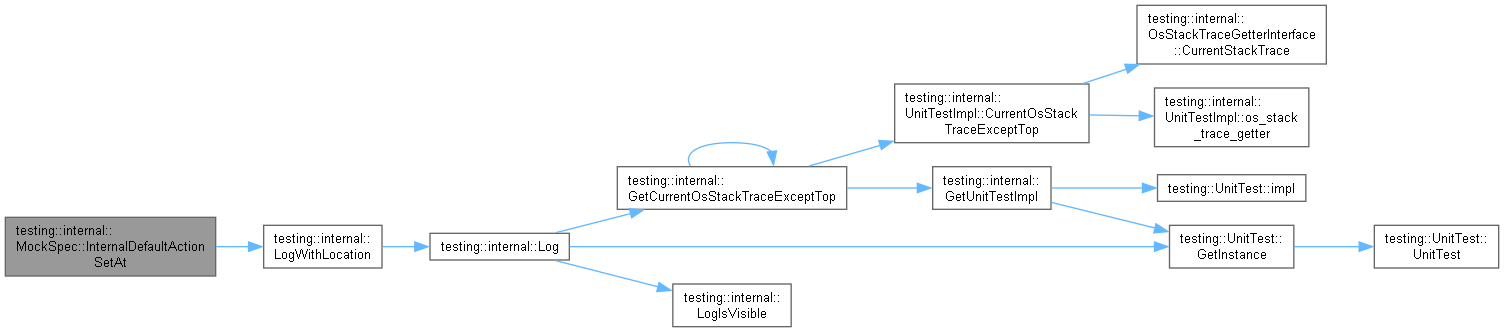 testing::internal::
MockSpec::InternalDefaultAction
SetAt
testing::internal::
LogWithLocation
testing::internal::Log
testing::internal::
GetCurrentOsStackTraceExceptTop
testing::internal::
UnitTestImpl::CurrentOsStack
TraceExceptTop
testing::internal::
OsStackTraceGetterInterface
::CurrentStackTrace
testing::internal::
UnitTestImpl::os_stack
_trace_getter
testing::internal::
GetUnitTestImpl
testing::UnitTest::impl
testing::UnitTest::
GetInstance
testing::UnitTest::
UnitTest
testing::internal::
LogIsVisible